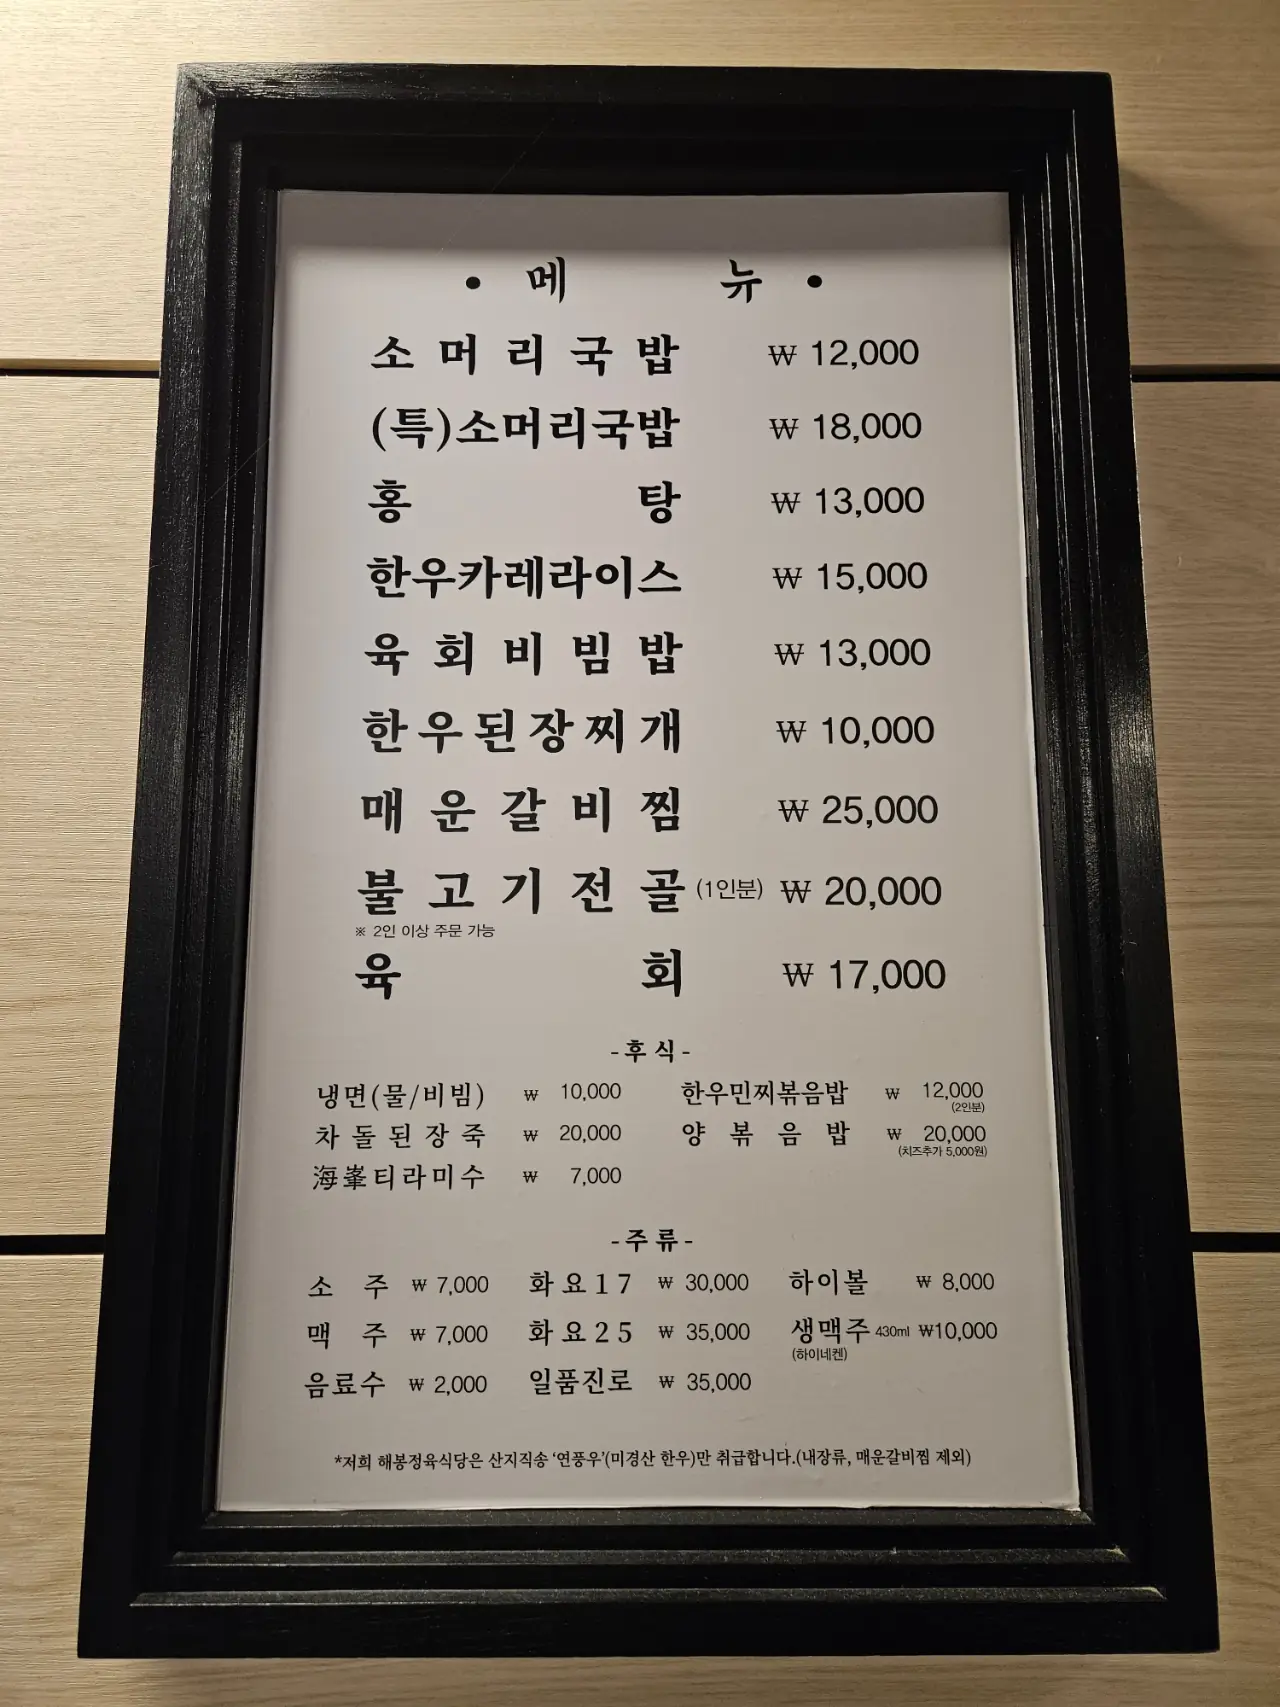 • 메 뉴 •
소머리국밥 ₩ 12,000
(특)소머리국밥 ₩ 18,000
홍탕 ₩ 13,000
한우카레라이스 ₩ 15,000
육회비빔밥 ₩ 13,000
한우된장찌개 ₩ 10,000
매운갈비찜 ₩ 25,000
불고기전골 (1인분) ₩ 20,000
※ 2인 이상 주문 가능
육회 ₩ 17,000
-후식-
냉면(물/비빔) ₩ 10,000 한우민찌볶음밥 ₩ 12,000
(2인분)
차돌된장죽 ₩ 20,000 양볶음밥 ₩ 20,000
(치즈추가 5,000원)
海峯티라미수 ₩ 7,000
-주류-
소주 ₩ 7,000 화요17 ₩ 30,000 하이볼 ₩ 8,000
맥주 ₩ 7,000 화요25 ₩ 35,000 생맥주 430ml ₩10,000
(하이네켄)
음료수 ₩ 2,000 일품진로 ₩ 35,000
*저희 해봉정육식당은 산지직송 ‘연풍우’(미경산 한우)만 취급합니다.(내장류, 매운갈비찜 제외)